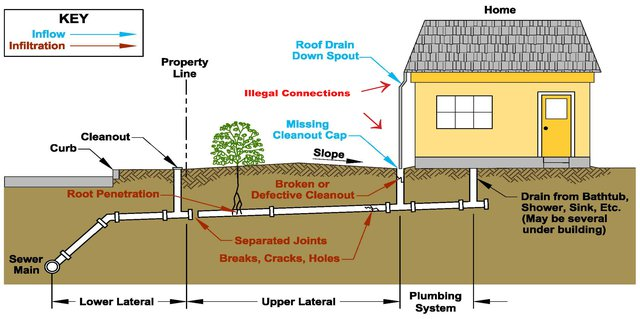 KEY
Inflow
Infiltration
Home
Roof Drain
Down Spout
Property
Line
Illegal Connections
Missing
Cleanout Cap
Cleanout
Curb
Slope
Root Penetration
Broken or
Defective Cleanout
Drain from Bathtub,
Shower, Sink, Etc.
(May be several
under building)
Separated Joints
Breaks, Cracks, Holes
Sewer
Main
Lower Lateral
Upper Lateral
Plumbing
System